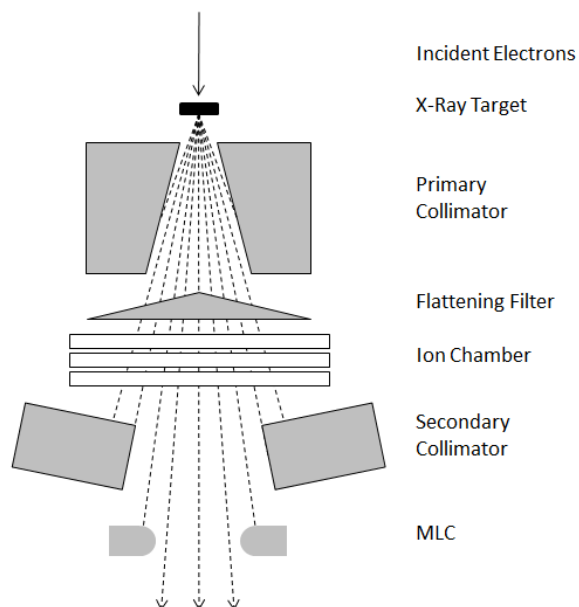 Incident Electrons
X-Ray Target
Primary
Collimator
Flattening Filter
Ion Chamber
Secondary
Collimator
MLC